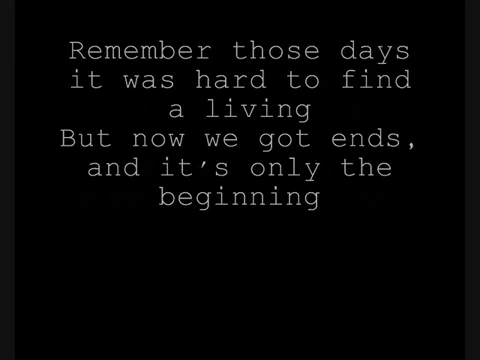 Remember those days
it was hard to find
a living
But now we got ends,
and it's only the
beginning